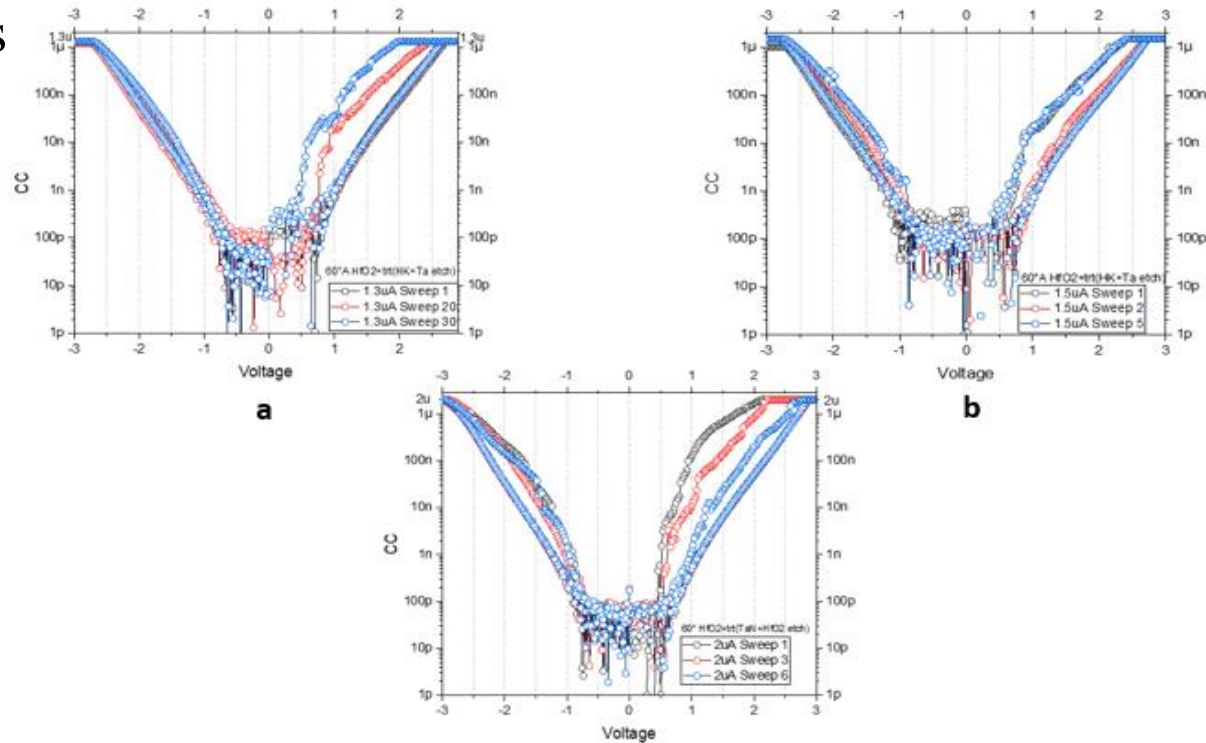 s
-3 -2 -1 0 1 2
1.3u 1.3u
1µ 1µ
100n 100n
10n 10n
1n 1n
100p 100p
10p 10p
1p 1p
CC
60°A HfO2+trt(HK+Ta etch)
1.3uA Sweep 1
1.3uA Sweep 20
1.3uA Sweep 30
-3 -2 -1 0 1 2
Voltage
a
-3 -2 -1 0 1 2 3
1µ 1µ
100n 100n
10n 10n
1n 1n
100p 100p
10p 10p
1p 1p
CC
60°A HfO2+trt(HK+Ta etch)
1.5uA Sweep 1
1.5uA Sweep 2
1.5uA Sweep 5
-3 -2 -1 0 1 2 3
Voltage
b
-3 -2 -1 0 1 2 3
2u 2u
1µ 1µ
100n 100n
10n 10n
1n 1n
100p 100p
10p 10p
1p 1p
CC
60° HfO2+trt(TaN+HfO2 etch)
2uA Sweep 1
2uA Sweep 3
2uA Sweep 6
-3 -2 -1 0 1 2 3
Voltage